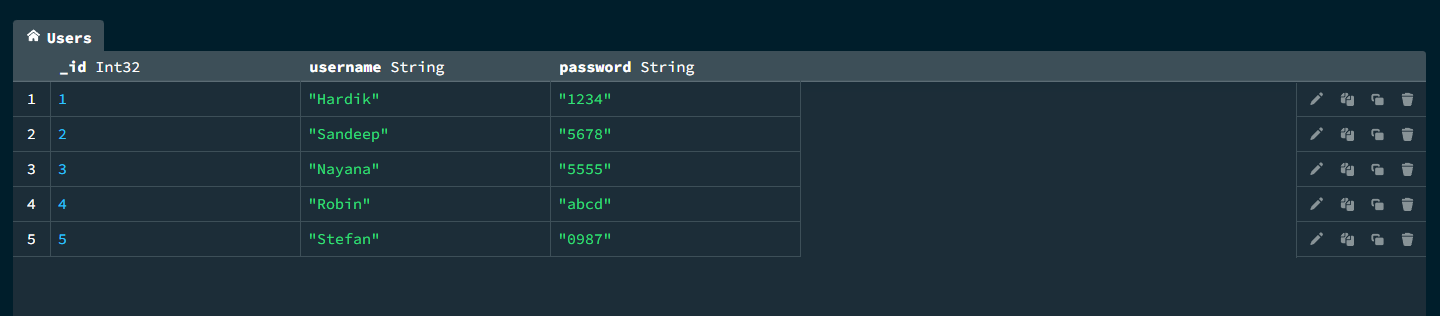 Users
_id Int32 username String password String
1 1 "Hardik" "1234"
2 2 "Sandeep" "5678"
3 3 "Nayana" "5555"
4 4 "Robin" "abcd"
5 5 "Stefan" "0987"